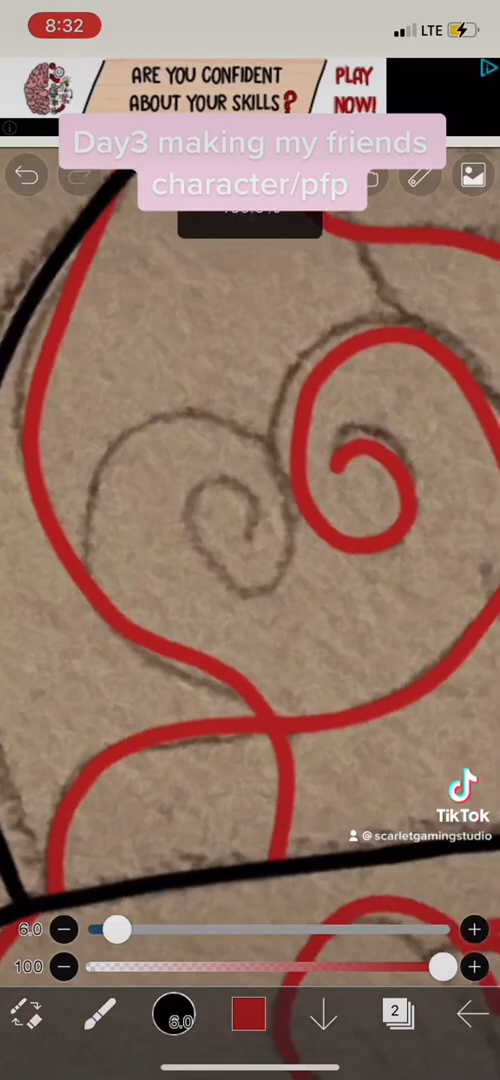 8:32
LTE
ARE YOU CONFIDENT
ABOUT YOUR SKILLS?
PLAY
NOW!
Day3 making my friends
character/pfp
TikTok
@scarletgamingstudio
6.0
100
6.0
2